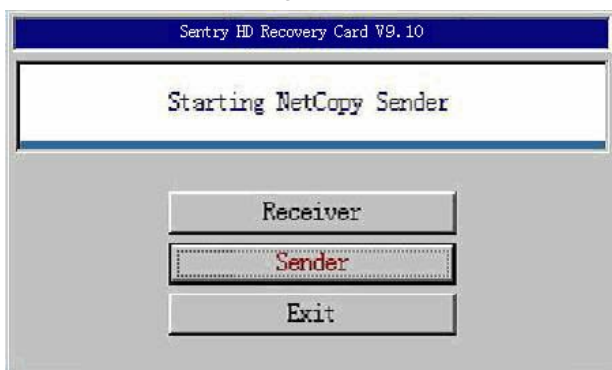 Sentry HD Recovery Card V9.10
Starting NetCopy Sender
Receiver
Sender
Exit